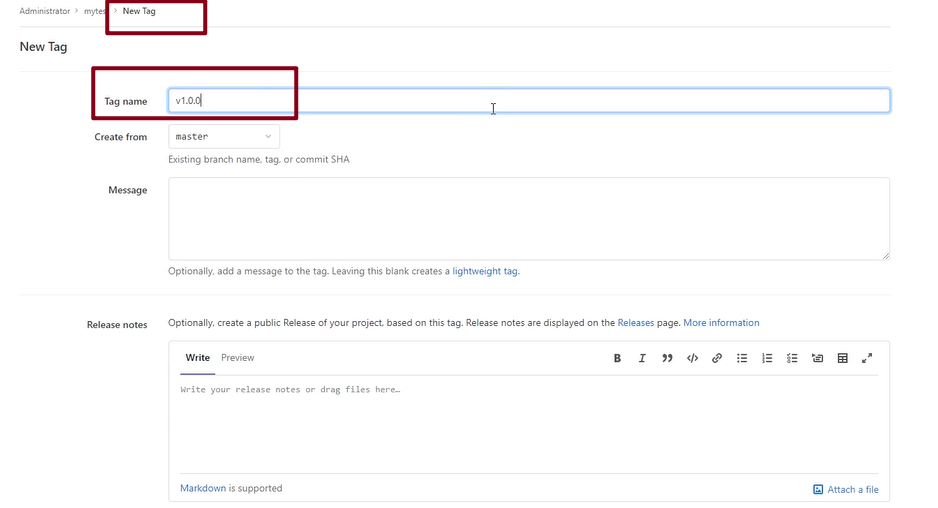 Administrator > mytes > New Tag
New Tag
Tag name v1.0.0
Create from master
Existing branch name, tag, or commit SHA
Message
Optionally, add a message to the tag. Leaving this blank creates a lightweight tag.
Release notes Optionally, create a public Release of your project, based on this tag. Release notes are displayed on the Releases page. More information
Write Preview
Write your release notes or drag files here…
Markdown is supported Attach a file